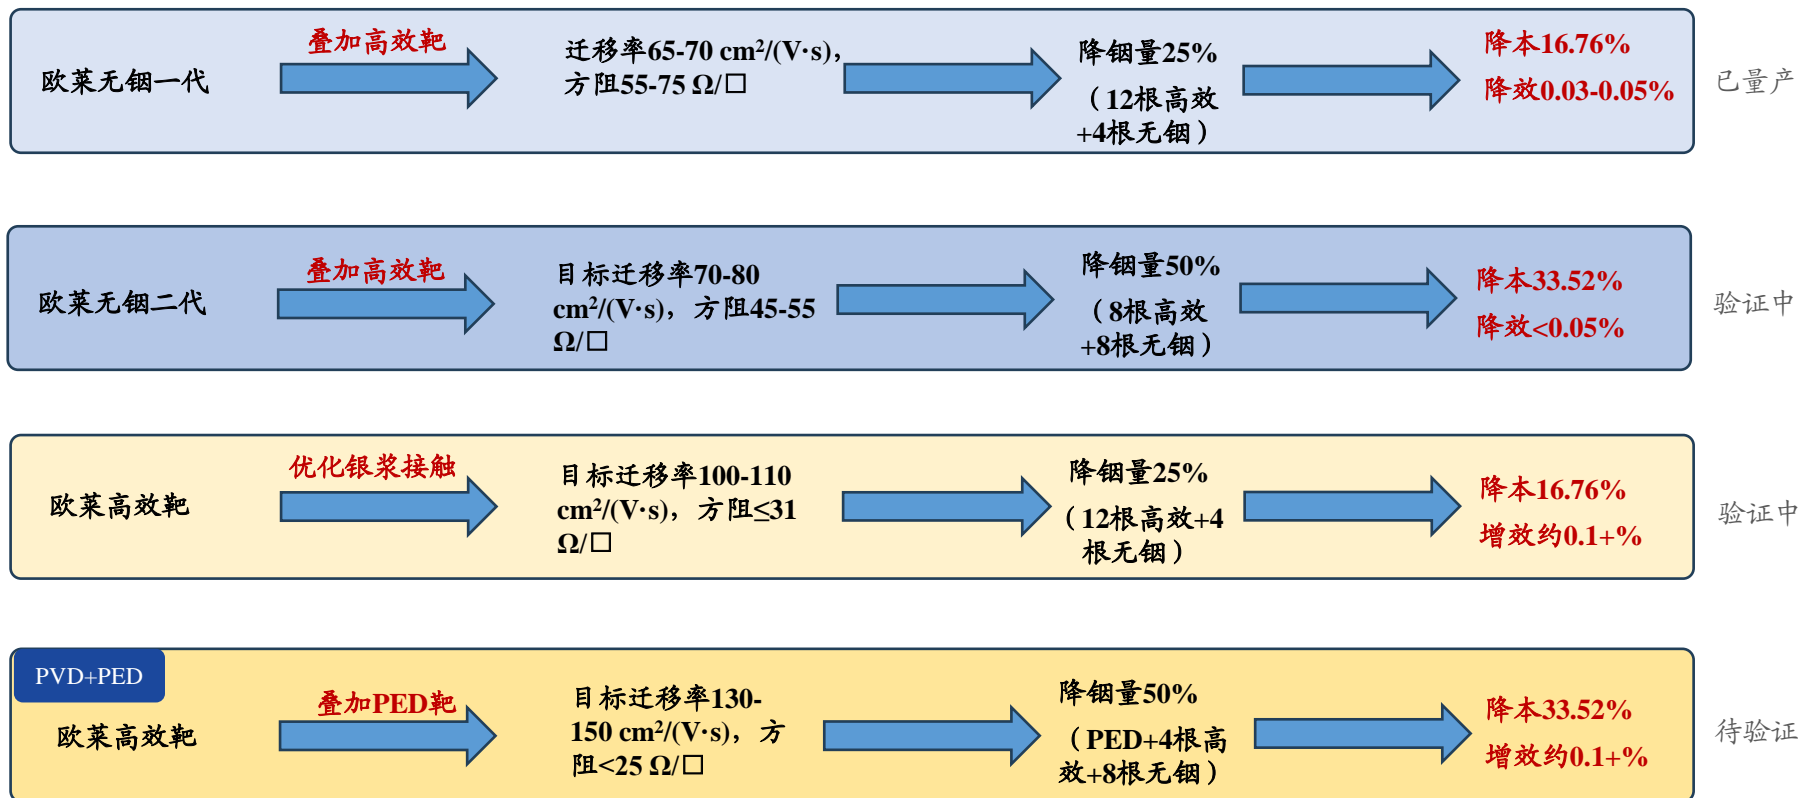 欧莱无铟一代
叠加高效靶
迁移率65-70 cm²/(V·s),
方阻55-75 Ω/□
降铟量25%
（12根高效
+4根无铟）
降本16.76%
降效0.03-0.05%
已量产
欧莱无铟二代
叠加高效靶
目标迁移率70-80
cm²/(V·s)，方阻45-55
Ω/□
降铟量50%
（8根高效
+8根无铟）
降本33.52%
降效<0.05%
验证中
欧莱高效靶
优化银浆接触
目标迁移率100-110
cm²/(V·s)，方阻≤31
Ω/□
降铟量25%
（12根高效+4
根无铟）
降本16.76%
增效约0.1+%
验证中
PVD+PED
欧莱高效靶
叠加PED靶
目标迁移率130-
150 cm²/(V·s)，方
阻<25 Ω/□
降铟量50%
（PED+4根高
效+8根无铟）
降本33.52%
增效约0.1+%
待验证